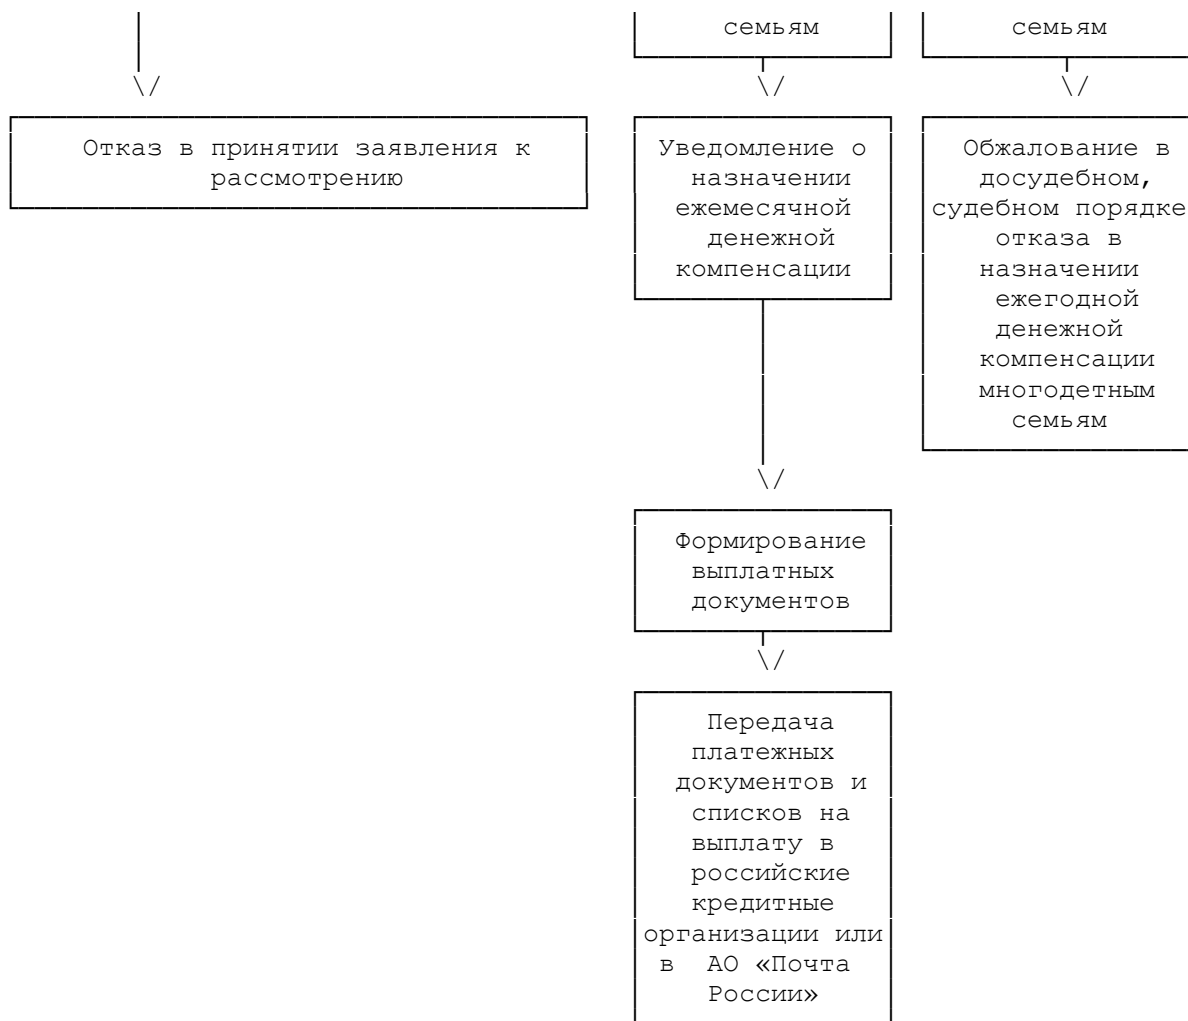 семьям
семьям
Отказ в принятии заявления к
рассмотрению
Уведомление о
назначении
ежемесячной
денежной
компенсации
Обжалование в
досудебном,
судебном порядке
отказа в
назначении
ежегодной
денежной
компенсации
многодетным
семьям
Формирование
выплатных
документов
Передача
платежных
документов и
списков на
выплату в
российские
кредитные
организации или
в АО «Почта
России»